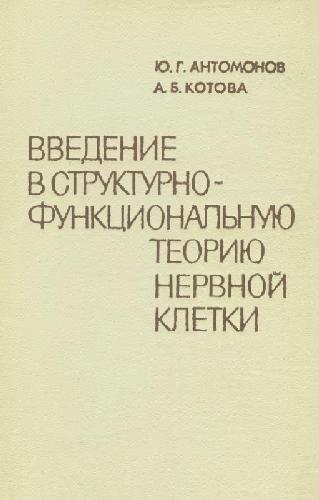 Ю. Г. АНТОМОНОВ
А. Б. КОТОВА
ВВЕДЕНИЕ
В СТРУКТУРНО-
ФУНКЦИОНАЛЬНУЮ
ТЕОРИЮ
НЕРВНОЙ
КЛЕТКИ